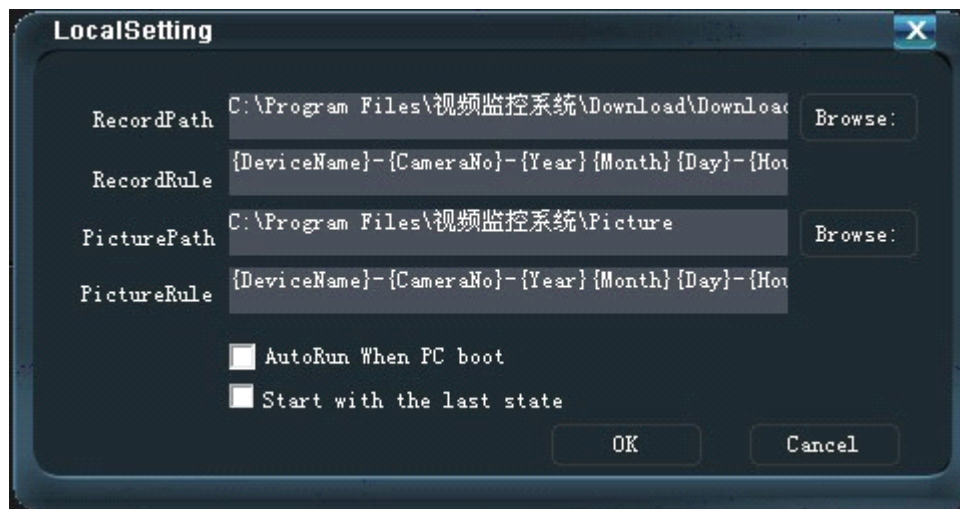 LocalSetting
X
RecordPath C:\Program Files\视频监控系统\Download\Download Browse:
RecordRule {DeviceName}-{CameraNo}-{Year}{Month}{Day}-{Hou
PicturePath C:\Program Files\视频监控系统\Picture Browse:
PictureRule {DeviceName}-{CameraNo}-{Year}{Month}{Day}-{Hou
AutoRun When PC boot
Start with the last state
OK Cancel